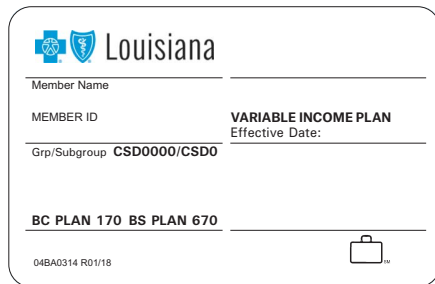 Louisiana
Member Name
MEMBER ID
VARIABLE INCOME PLAN
Effective Date:
Grp/Subgroup CSD0000/CSD0
BC PLAN 170 BS PLAN 670
04BA0314 R01/18
SM